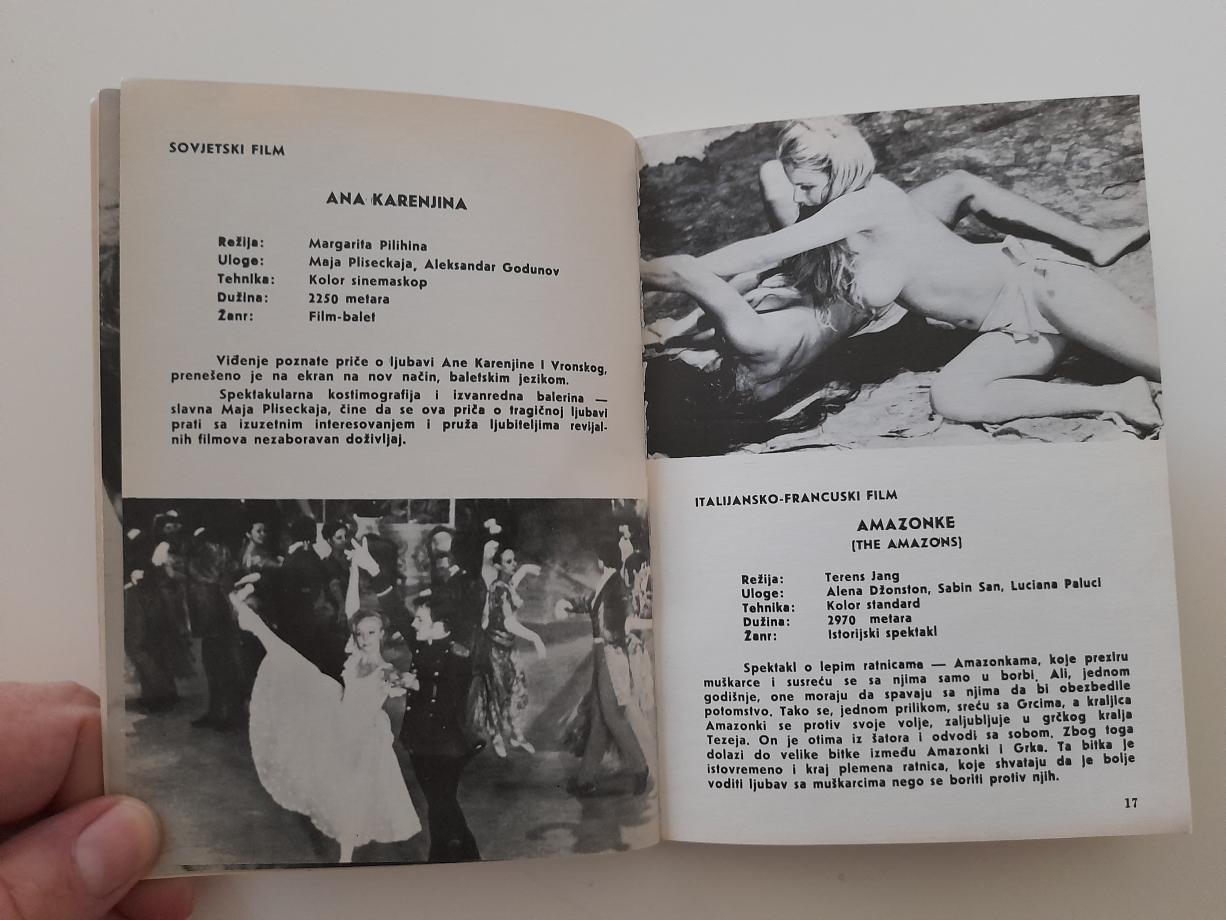 SOVJETSKI FILM
ANA KARENJINA
Režija: Margarita Pilihina
Uloge: Maja Pliseckaja, Aleksandar Godunov
Tehnika: Kolor sinemaskop
Dužina: 2250 metara
Žanr: Film-balet
Viđenje poznate priče o ljubavi Ane Karenjine i Vronskog,
prenešeno je na ekran na nov način, baletskim jezikom.
Spektakularna kostimografija i izvanredna balerina —
slavna Maja Pliseckaja, čine da se ova priča o tragičnoj ljubavi
prati sa izuzetnim interesovanjem i pruža ljubiteljima revijal-
nih filmova nezaboravan doživljaj.
ITALIJANSKO-FRANCUSKI FILM
AMAZONKE
(THE AMAZONS)
Režija: Terens Jang
Uloge: Alena Džonston, Sabin San, Luciana Paluci
Tehnika: Kolor standard
Dužina: 2970 metara
Žanr: Istorijski spektakl
Spektakl o lepim ratnicama — Amazonkama, koje preziru
muškarce i susreću se sa njima samo u borbi. Ali, jednom
godišnje, one moraju da spavaju sa njima da bi obezbedile
potomstvo. Tako se, jednom prilikom, sreću sa Grcima, a kraljica
Amazonki se protiv svoje volje, zaljubljuje u grčkog kralja
Tezeja. On je otima iz šatora i odvodi sa sobom. Zbog toga
dolazi do velike bitke između Amazonki i Grka. Ta bitka je
istovremeno i kraj plemena ratnica, koje shvataju da je bolje
voditi ljubav sa muškarcima nego se boriti protiv njih.
17